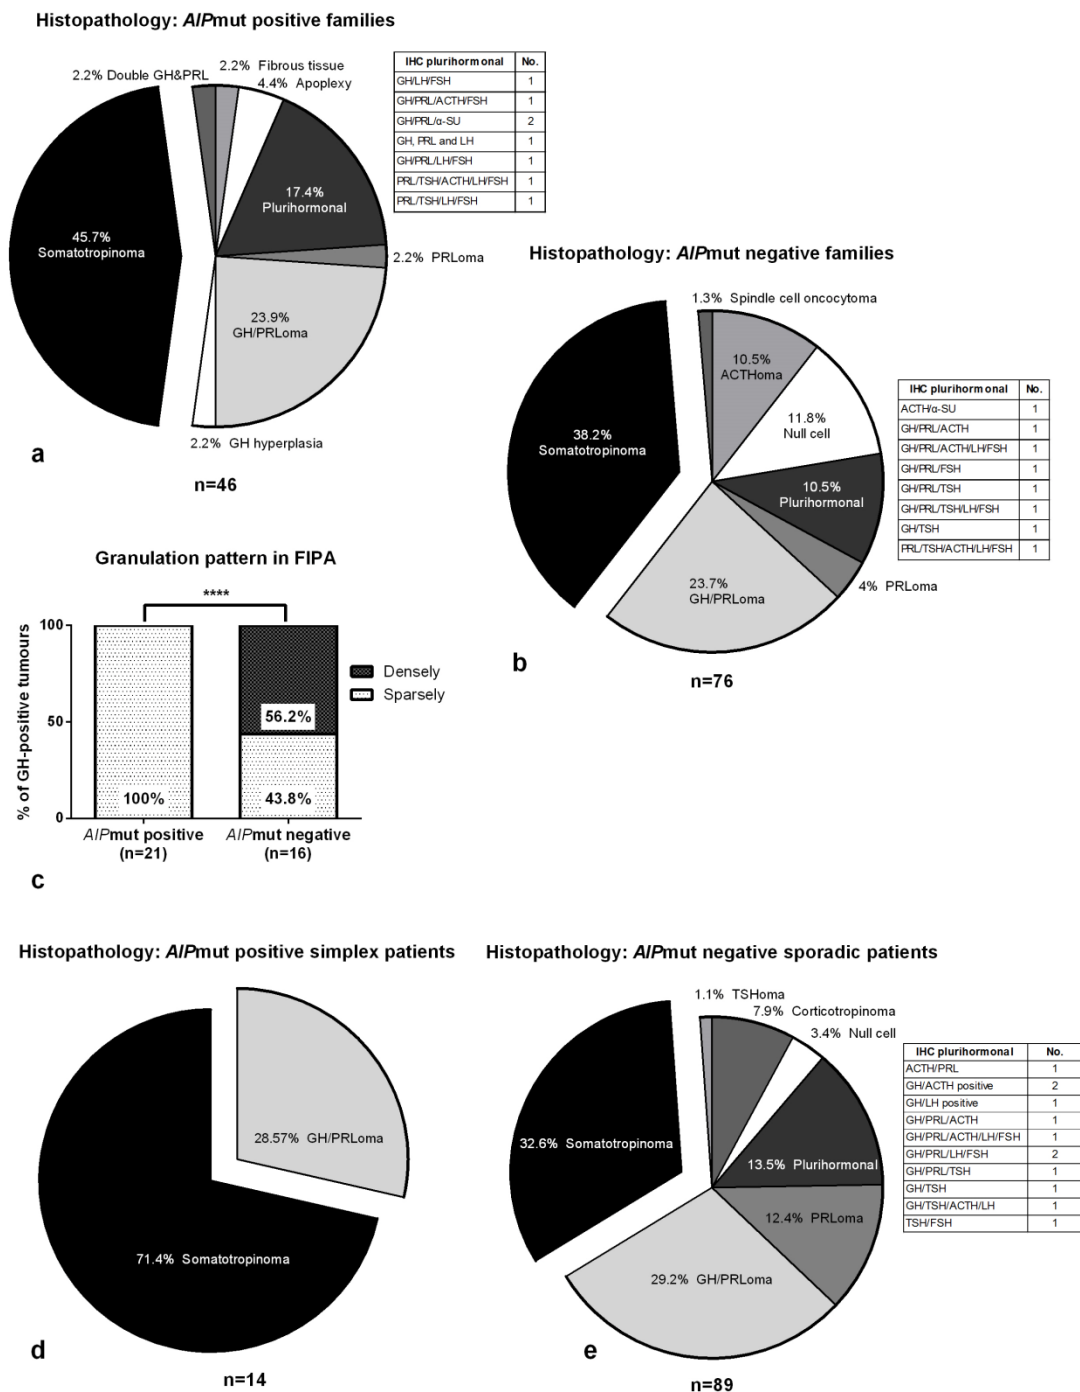 Histopathology: AIPmut positive families
2.2% Double GH&PRL
2.2% Fibrous tissue
4.4% Apoplexy
17.4%
Plurihormonal
2.2% PRLoma
23.9%
GH/PRLoma
2.2% GH hyperplasia
45.7%
Somatotropinoma
IHC plurihormonal No.
GH/LH/FSH 1
GH/PRL/ACTH/FSH 1
GH/PRL/α-SU 2
GH, PRL and LH 1
GH/PRL/LH/FSH 1
PRL/TSH/ACTH/LH/FSH 1
PRL/TSH/LH/FSH 1
a
n=46
Histopathology: AIPmut negative families
1.3% Spindle cell oncocytoma
10.5%
ACTHoma
11.8%
Null cell
10.5%
Plurihormonal
4% PRLoma
23.7%
GH/PRLoma
38.2%
Somatotropinoma
IHC plurihormonal No.
ACTH/α-SU 1
GH/PRL/ACTH 1
GH/PRL/ACTH/LH/FSH 1
GH/PRL/FSH 1
GH/PRL/TSH 1
GH/PRL/TSH/LH/FSH 1
GH/TSH 1
PRL/TSH/ACTH/LH/FSH 1
b
n=76
Granulation pattern in FIPA
****
% of GH-positive tumours
100
50
0
100%
56.2%
43.8%
Densely
Sparsely
AIPmut positive
(n=21)
AIPmut negative
(n=16)
c
Histopathology: AIPmut positive simplex patients
28.57% GH/PRLoma
71.4% Somatotropinoma
d
n=14
Histopathology: AIPmut negative sporadic patients
1.1% TSHoma
7.9% Corticotropinoma
3.4% Null cell
13.5% Plurihormonal
12.4% PRLoma
29.2% GH/PRLoma
32.6% Somatotropinoma
IHC plurihormonal No.
ACTH/PRL 1
GH/ACTH positive 2
GH/LH positive 1
GH/PRL/ACTH 1
GH/PRL/ACTH/LH/FSH 1
GH/PRL/LH/FSH 2
GH/PRL/TSH 1
GH/TSH 1
GH/TSH/ACTH/LH 1
TSH/FSH 1
e
n=89